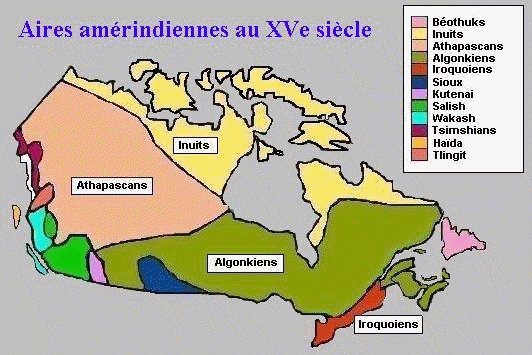 Aires amérindiennes au XVe siècle
Béothuks
Inuits
Athapascans
Algonkiens
Iroquoiens
Sioux
Kutenai
Salish
Wakash
Tsimshians
Haïda
Tlingit
Inuits
Athapascans
Algonkiens
Iroquoiens